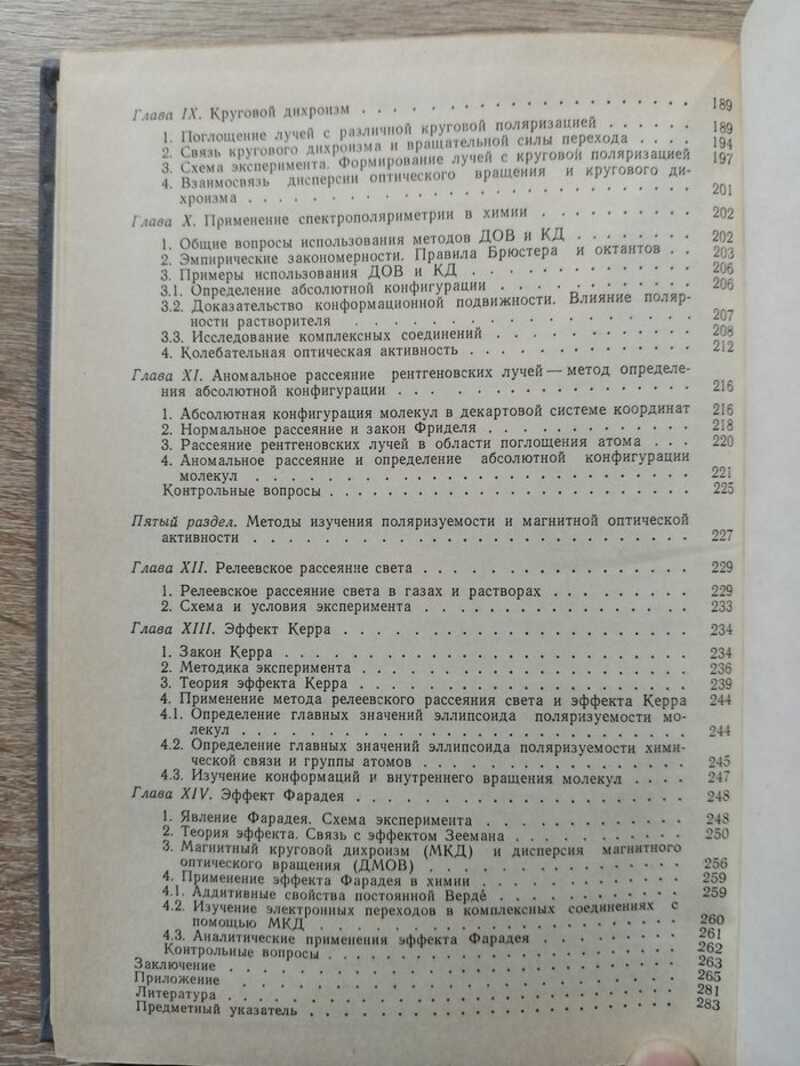 Глава IX. Круговой дихроизм . . . . . . . . . . . . . . . . . . 189
1. Поглощение лучей с различной круговой поляризацией . . . . . . 189
2. Связь кругового дихроизма и вращательной силы перехода . . . . 194
3. Схема эксперимента. Формирование лучей с круговой поляризацией 197
4. Взаимосвязь дисперсии оптического вращения и кругового ди-
хроизма . . . . . . . . . . . . . . . . . . . . . . . . 201
Глава X. Применение спектрополяриметрии в химии . . . . . . . . . 202
1. Общие вопросы использования методов ДОВ и КД . . . . . . . . 202
2. Эмпирические закономерности. Правила Брюстера и октантов . . 203
3. Примеры использования ДОВ и КД . . . . . . . . . . . . . . 206
3.1. Определение абсолютной конфигурации . . . . . . . . . . . . 206
3.2. Доказательство конформационной подвижности. Влияние поляр-
ности растворителя . . . . . . . . . . . . . . . . . . . . 207
3.3. Исследование комплексных соединений . . . . . . . . . . . . 208
4. Колебательная оптическая активность . . . . . . . . . . . . . . 212
Глава XI. Аномальное рассеяние рентгеновских лучей — метод определе-
ния абсолютной конфигурации . . . . . . . . . . . . . . . . . . 216
1. Абсолютная конфигурация молекул в декартовой системе координат 216
2. Нормальное рассеяние и закон Фриделя . . . . . . . . . . . . 218
3. Рассеяние рентгеновских лучей в области поглощения атома . . . 220
4. Аномальное рассеяние и определение абсолютной конфигурации
молекул . . . . . . . . . . . . . . . . . . . . . . . . . . 221
Контрольные вопросы . . . . . . . . . . . . . . . . . . . . . . 225
Пятый раздел. Методы изучения поляризуемости и магнитной оптической
активности . . . . . . . . . . . . . . . . . . . . . . . . . . 227
Глава XII. Релеевское рассеяние света . . . . . . . . . . . . . . . . 229
1. Релеевское рассеяние света в газах и растворах . . . . . . . . . 229
2. Схема и условия эксперимента . . . . . . . . . . . . . . . . 233
Глава XIII. Эффект Керра . . . . . . . . . . . . . . . . . . . . . 234
1. Закон Керра . . . . . . . . . . . . . . . . . . . . . . . . 234
2. Методика эксперимента . . . . . . . . . . . . . . . . . . . 236
3. Теория эффекта Керра . . . . . . . . . . . . . . . . . . . . 239
4. Применение метода релеевского рассеяния света и эффекта Керра 244
4.1. Определение главных значений эллипсоида поляризуемости мо-
лекул . . . . . . . . . . . . . . . . . . . . . . . . . . . 244
4.2. Определение главных значений эллипсоида поляризуемости хими-
ческой связи и группы атомов . . . . . . . . . . . . . . . . 245
4.3. Изучение конформаций и внутреннего вращения молекул . . . . 247
Глава XIV. Эффект Фарадея . . . . . . . . . . . . . . . . . . . . 248
1. Явление Фарадея. Схема эксперимента . . . . . . . . . . . . 248
2. Теория эффекта. Связь с эффектом Зеемана . . . . . . . . . . 250
3. Магнитный круговой дихроизм (МКД) и дисперсия магнитного
оптического вращения (ДМОВ) . . . . . . . . . . . . . . . . 256
4. Применение эффекта Фарадея в химии . . . . . . . . . . . . 259
4.1. Аддитивные свойства постоянной Вердé . . . . . . . . . . . 259
4.2. Изучение электронных переходов в комплексных соединениях с
помощью МКД . . . . . . . . . . . . . . . . . . . . . . 260
4.3. Аналитические применения эффекта Фарадея . . . . . . . . . 261
Контрольные вопросы . . . . . . . . . . . . . . . . . . . . . 262
Заключение . . . . . . . . . . . . . . . . . . . . . . . . . . . 263
Приложение . . . . . . . . . . . . . . . . . . . . . . . . . . 265
Литература . . . . . . . . . . . . . . . . . . . . . . . . . . . 281
Предметный указатель . . . . . . . . . . . . . . . . . . . . . . 283